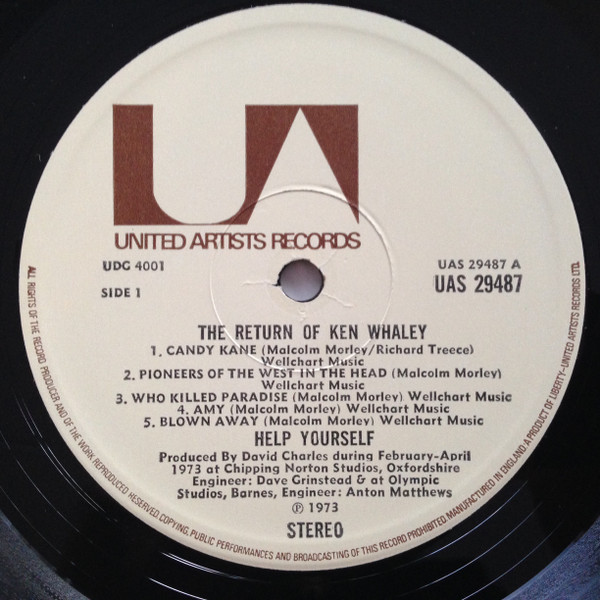 UA
UNITED ARTISTS RECORDS
UDG 4001
UAS 29487 A
SIDE 1
UAS 29487
THE RETURN OF KEN WHALEY
1. CANDY KANE (Malcolm Morley/Richard Treece)
Wellchart Music
2. PIONEERS OF THE WEST IN THE HEAD (Malcolm Morley)
Wellchart Music
3. WHO KILLED PARADISE (Malcolm Morley) Wellchart Music
4. AMY (Malcolm Morley) Wellchart Music
5. BLOWN AWAY (Malcolm Morley) Wellchart Music
HELP YOURSELF
Produced By David Charles during February-April
1973 at Chipping Norton Studios, Oxfordshire
Engineer: Dave Grinstead & at Olympic
Studios, Barnes, Engineer: Anton Matthews
℗ 1973
STEREO
ALL RIGHTS OF THE RECORD PRODUCER AND OF THE WORK REPRODUCED RESERVED. COPYING, PUBLIC PERFORMANCES AND BROADCASTING OF THIS RECORD PROHIBITED. MANUFACTURED IN ENGLAND. A PRODUCT OF LIBERTY-UNITED ARTISTS RECORDS LTD.